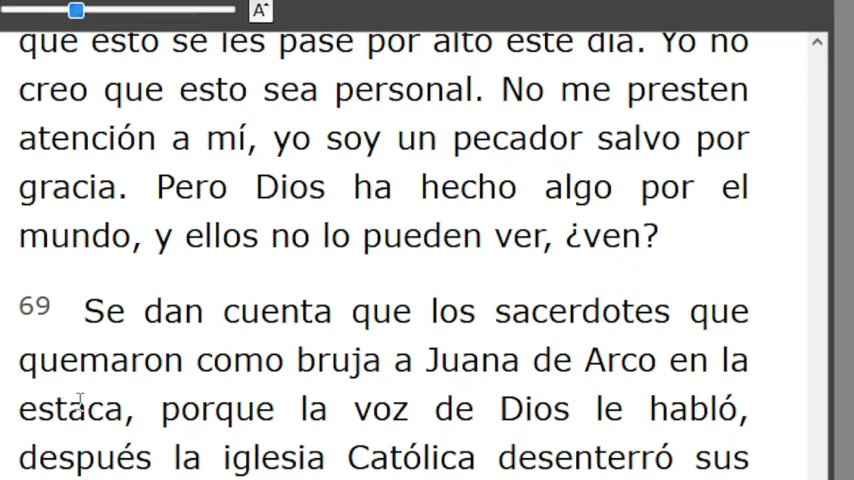 A
que esto se les pase por alto este día. Yo no
creo que esto sea personal. No me presten
atención a mí, yo soy un pecador salvo por
gracia. Pero Dios ha hecho algo por el
mundo, y ellos no lo pueden ver, ¿ven?
69 Se dan cuenta que los sacerdotes que
quemaron como bruja a Juana de Arco en la
estaca, porque la voz de Dios le habló,
después la iglesia Católica desenterró sus